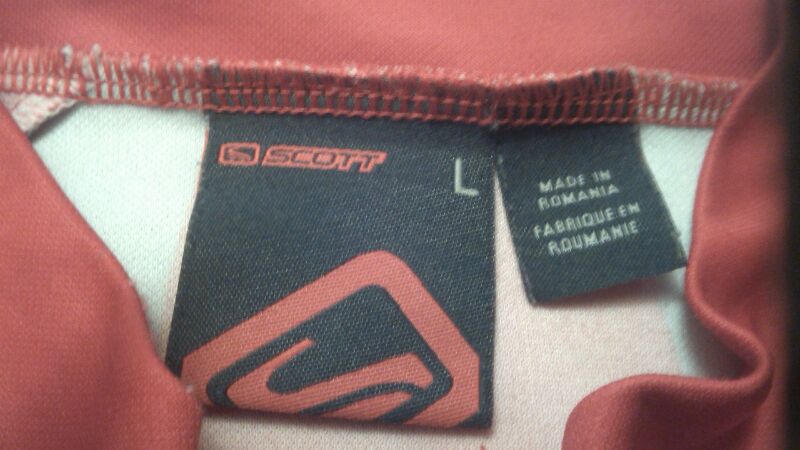 SCOTT
L
MADE IN
ROMANIA
FABRIQUE EN
ROUMANIE